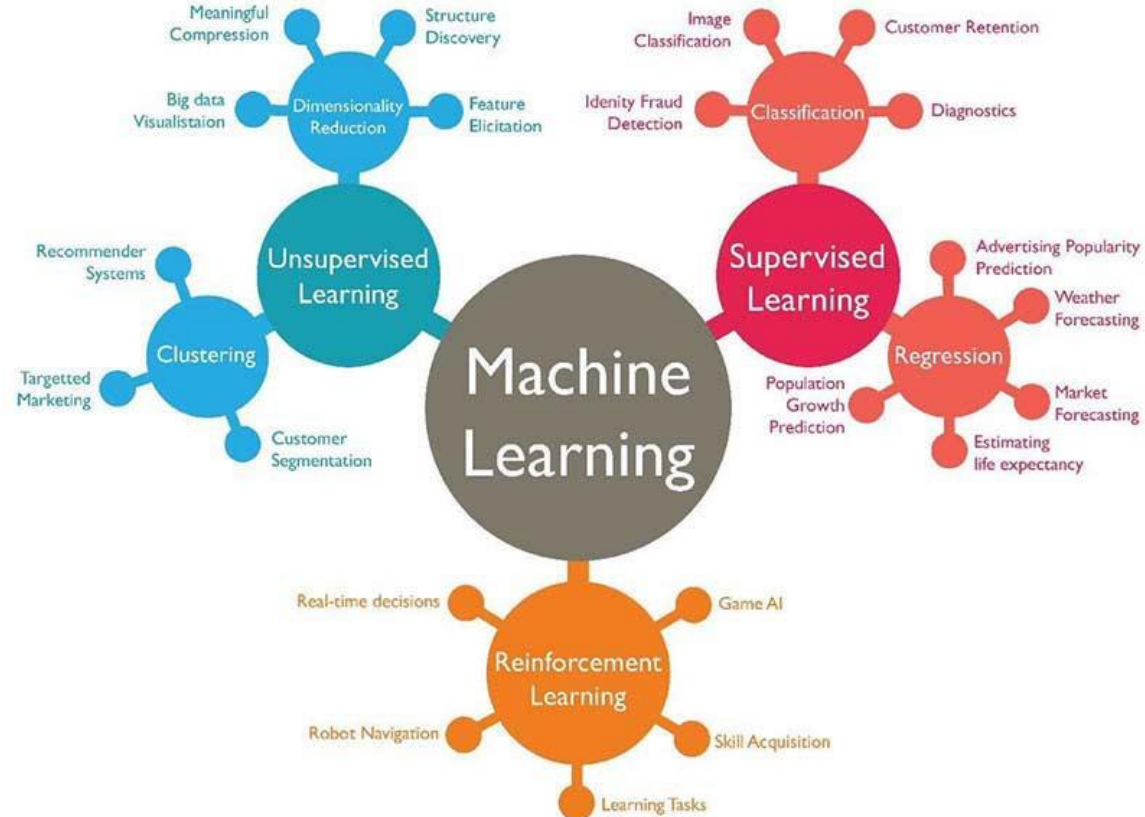 Meaningful
Compression
Structure
Discovery
Big data
Visualistaion
Dimensionality
Reduction
Feature
Elicitation
Unsupervised
Learning
Recommender
Systems
Clustering
Targetted
Marketing
Customer
Segmentation
Machine
Learning
Image
Classification
Customer Retention
Idenity Fraud
Detection
Classification
Diagnostics
Supervised
Learning
Advertising Popularity
Prediction
Weather
Forecasting
Regression
Population
Growth
Prediction
Market
Forecasting
Estimating
life expectancy
Real-time decisions
Game AI
Reinforcement
Learning
Robot Navigation
Skill Acquisition
Learning Tasks